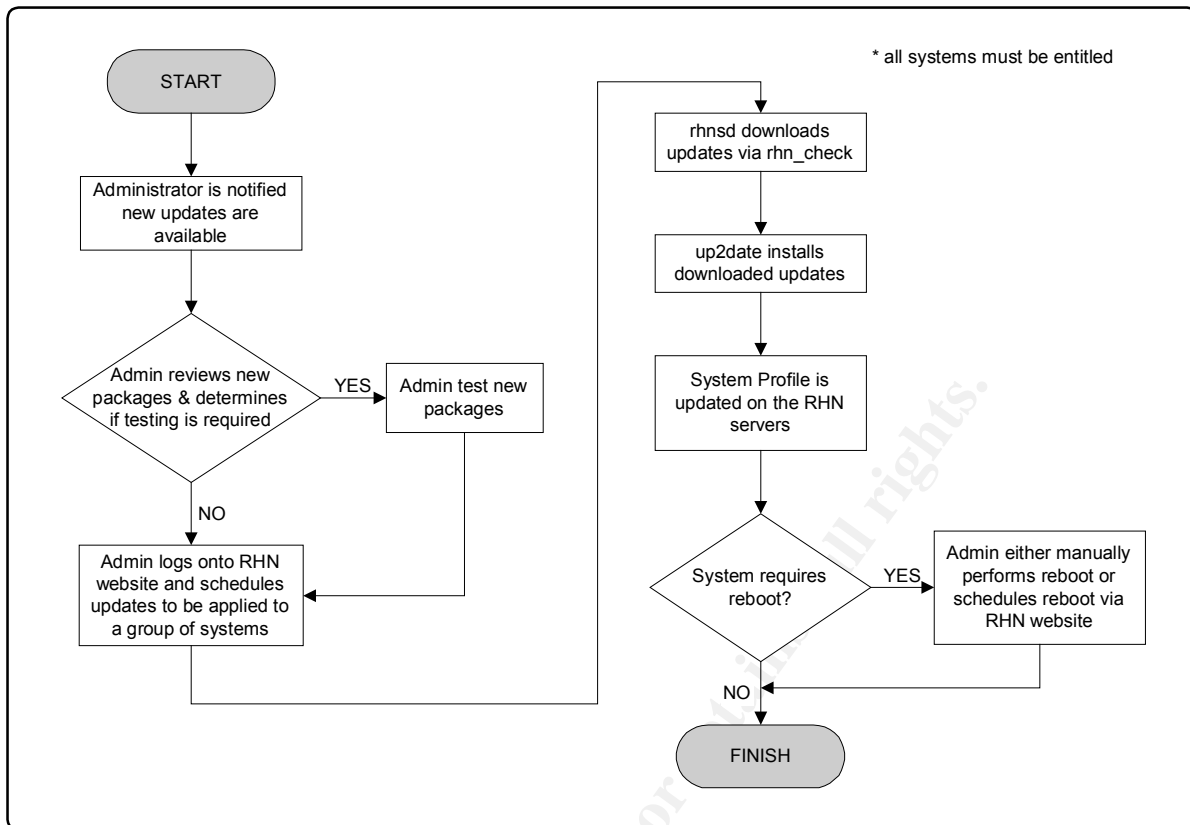 START
* all systems must be entitled
Administrator is notified
new updates are
available
Admin reviews new
packages & determines
if testing is required
YES
Admin test new
packages
NO
Admin logs onto RHN
website and schedules
updates to be applied to
a group of systems
rhnsd downloads
updates via rhn_check
up2date installs
downloaded updates
System Profile is
updated on the RHN
servers
System requires
reboot?
YES
Admin either manually
performs reboot or
schedules reboot via
RHN website
NO
FINISH
rights.